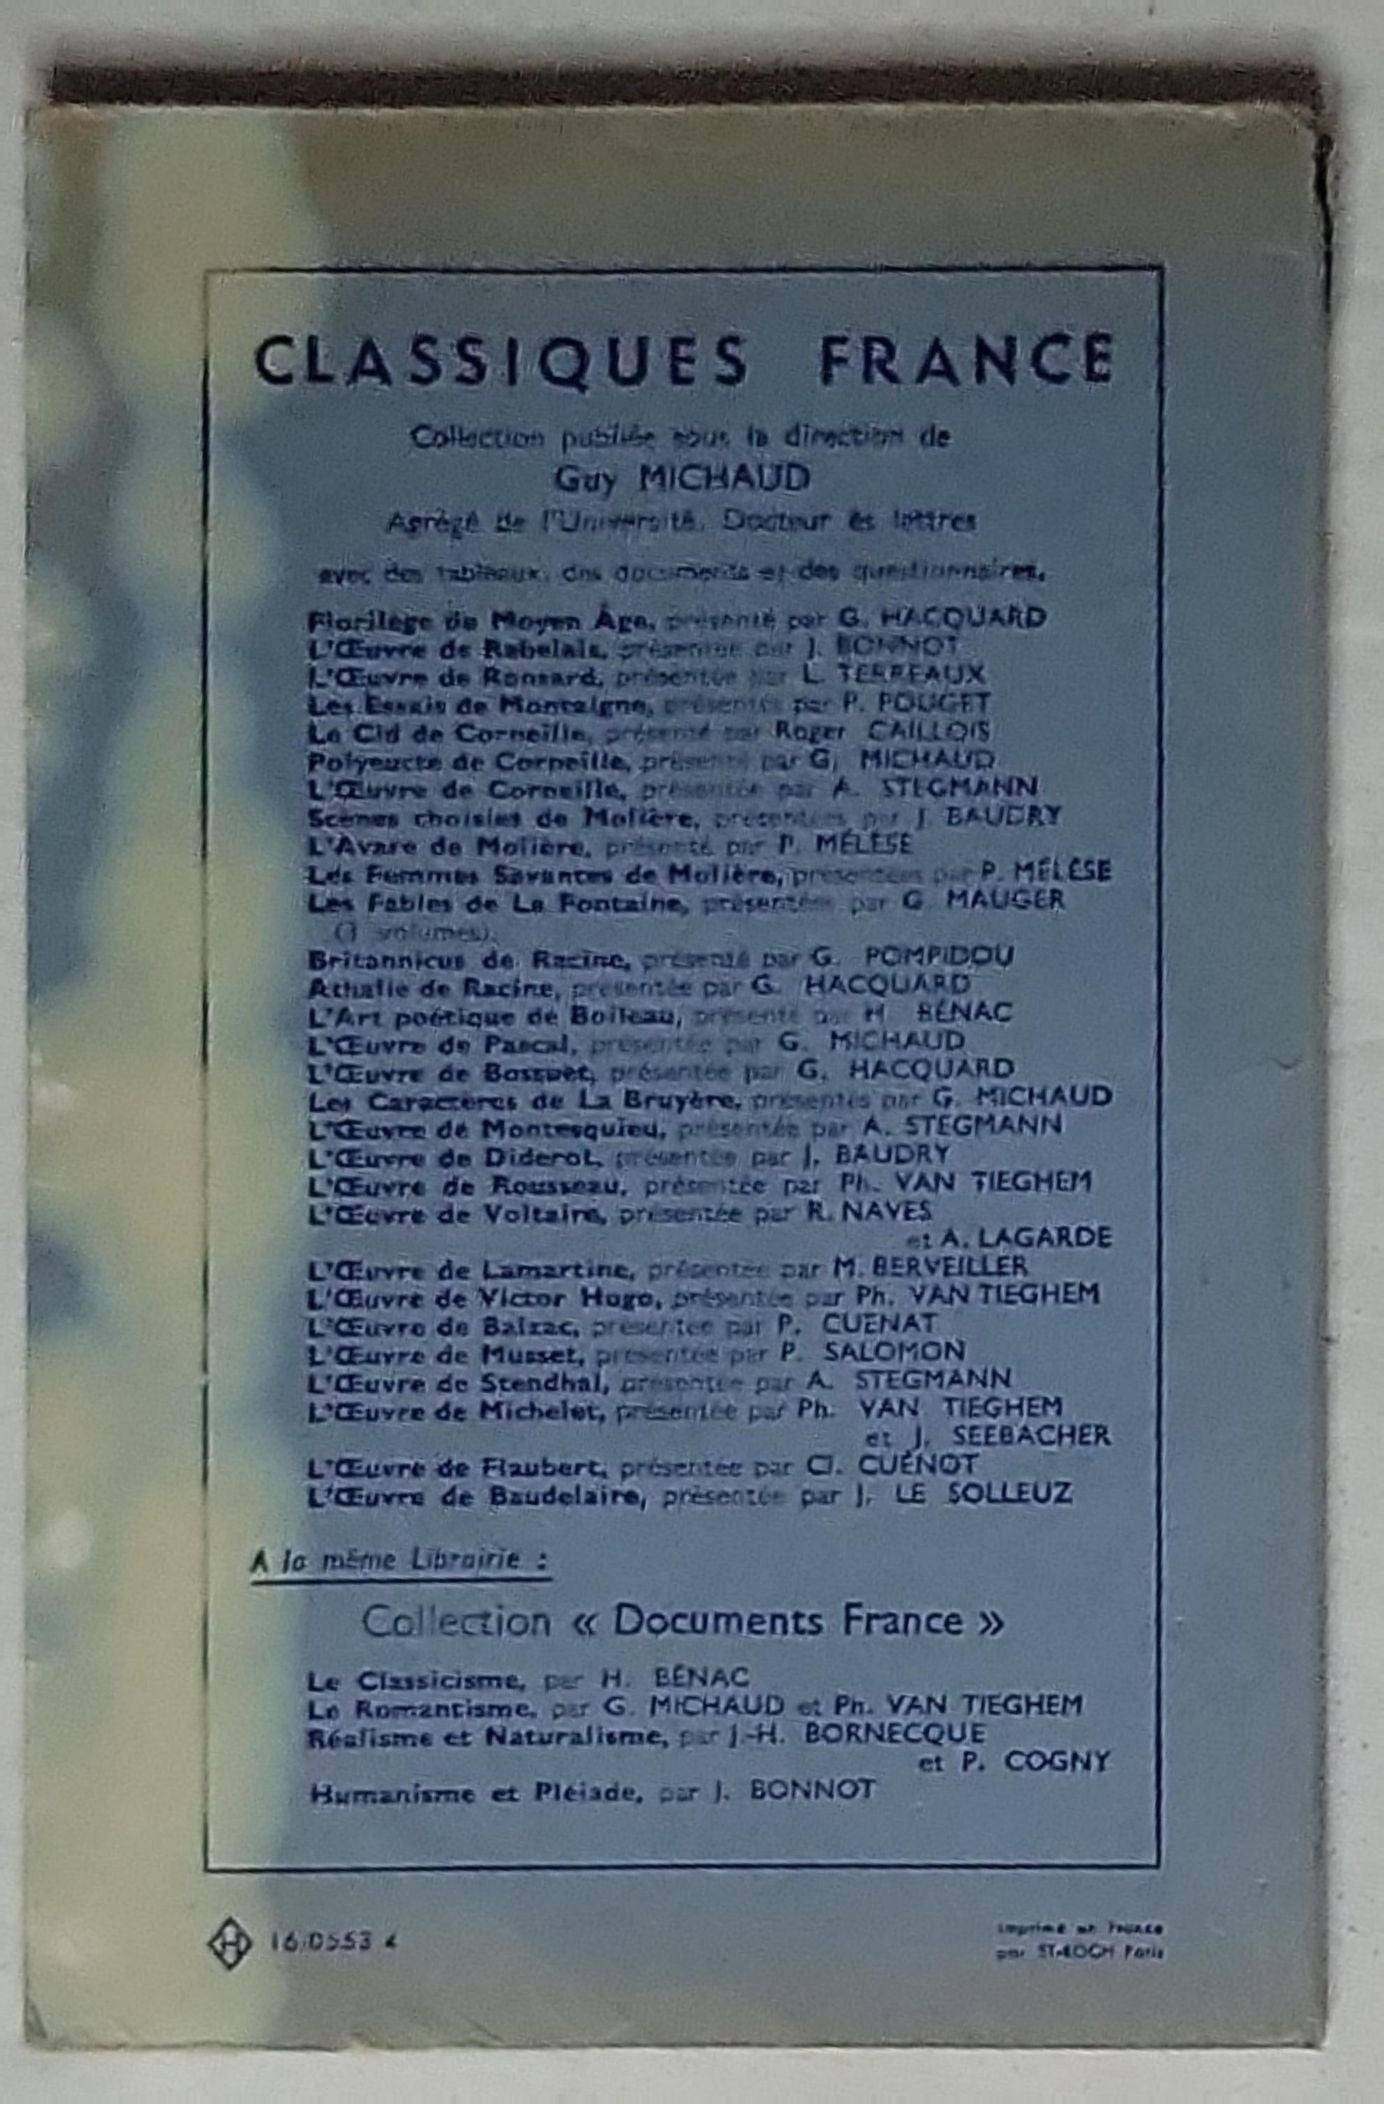 CLASSIQUES FRANCE
Collection publiée sous la direction de
Guy MICHAUD
Agrégé de l'Université, Docteur ès lettres
avec des tableaux, des documents et des questionnaires.
Florilège du Moyen Âge, présenté par G. HACQUARD
L'Œuvre de Rabelais, présentée par J. BONNOT
L'Œuvre de Ronsard, présentée par L. TERREAUX
Les Essais de Montaigne, présentés par P. POUGET
Le Cid de Corneille, présenté par Roger CAILLOIS
Polyeucte de Corneille, présenté par G. MICHAUD
L'Œuvre de Corneille, présentée par A. STEGMANN
Scènes choisies de Molière, présentées par J. BAUDRY
L'Avare de Molière, présenté par P. MÉLÈSE
Les Femmes Savantes de Molière, présentées par P. MÉLÈSE
Les Fables de La Fontaine, présentées par G. MAUGER
volumes).
Britannicus de Racine, présenté par G. POMPIDOU
Athalie de Racine, présentée par G. HACQUARD
L'Art poétique de Boileau, présenté par H. BÉNAC
L'Œuvre de Pascal, présentée par G. MICHAUD
L'Œuvre de Bossuet, présentée par G. HACQUARD
Les Caractères de La Bruyère, présentés par G. MICHAUD
L'Œuvre de Montesquieu, présentée par A. STEGMANN
L'Œuvre de Diderot, présentée par J. BAUDRY
L'Œuvre de Rousseau, présentée par Ph. VAN TIEGHEM
L'Œuvre de Voltaire, présentée par R. NAVES
et A. LAGARDE
L'Œuvre de Lamartine, présentée par M. BERVEILLER
L'Œuvre de Victor Hugo, présentée par Ph. VAN TIEGHEM
L'Œuvre de Balzac, présentée par P. CUENAT
L'Œuvre de Musset, présentée par P. SALOMON
L'Œuvre de Stendhal, présentée par A. STEGMANN
L'Œuvre de Michelet, présentée par Ph. VAN TIEGHEM
et J. SEEBACHER
L'Œuvre de Flaubert, présentée par Cl. CUÉNOT
L'Œuvre de Baudelaire, présentée par J. LE SOLLEUZ
A la même Librairie :
Collection « Documents France »
Le Classicisme, par H. BÉNAC
Le Romantisme, par G. MICHAUD et Ph. VAN TIEGHEM
Réalisme et Naturalisme, par J.-H. BORNECQUE
et P. COGNY
Humanisme et Pléiade, par J. BONNOT
H 16.0553 4
Imprimé en France
par ST-ROCH Paris